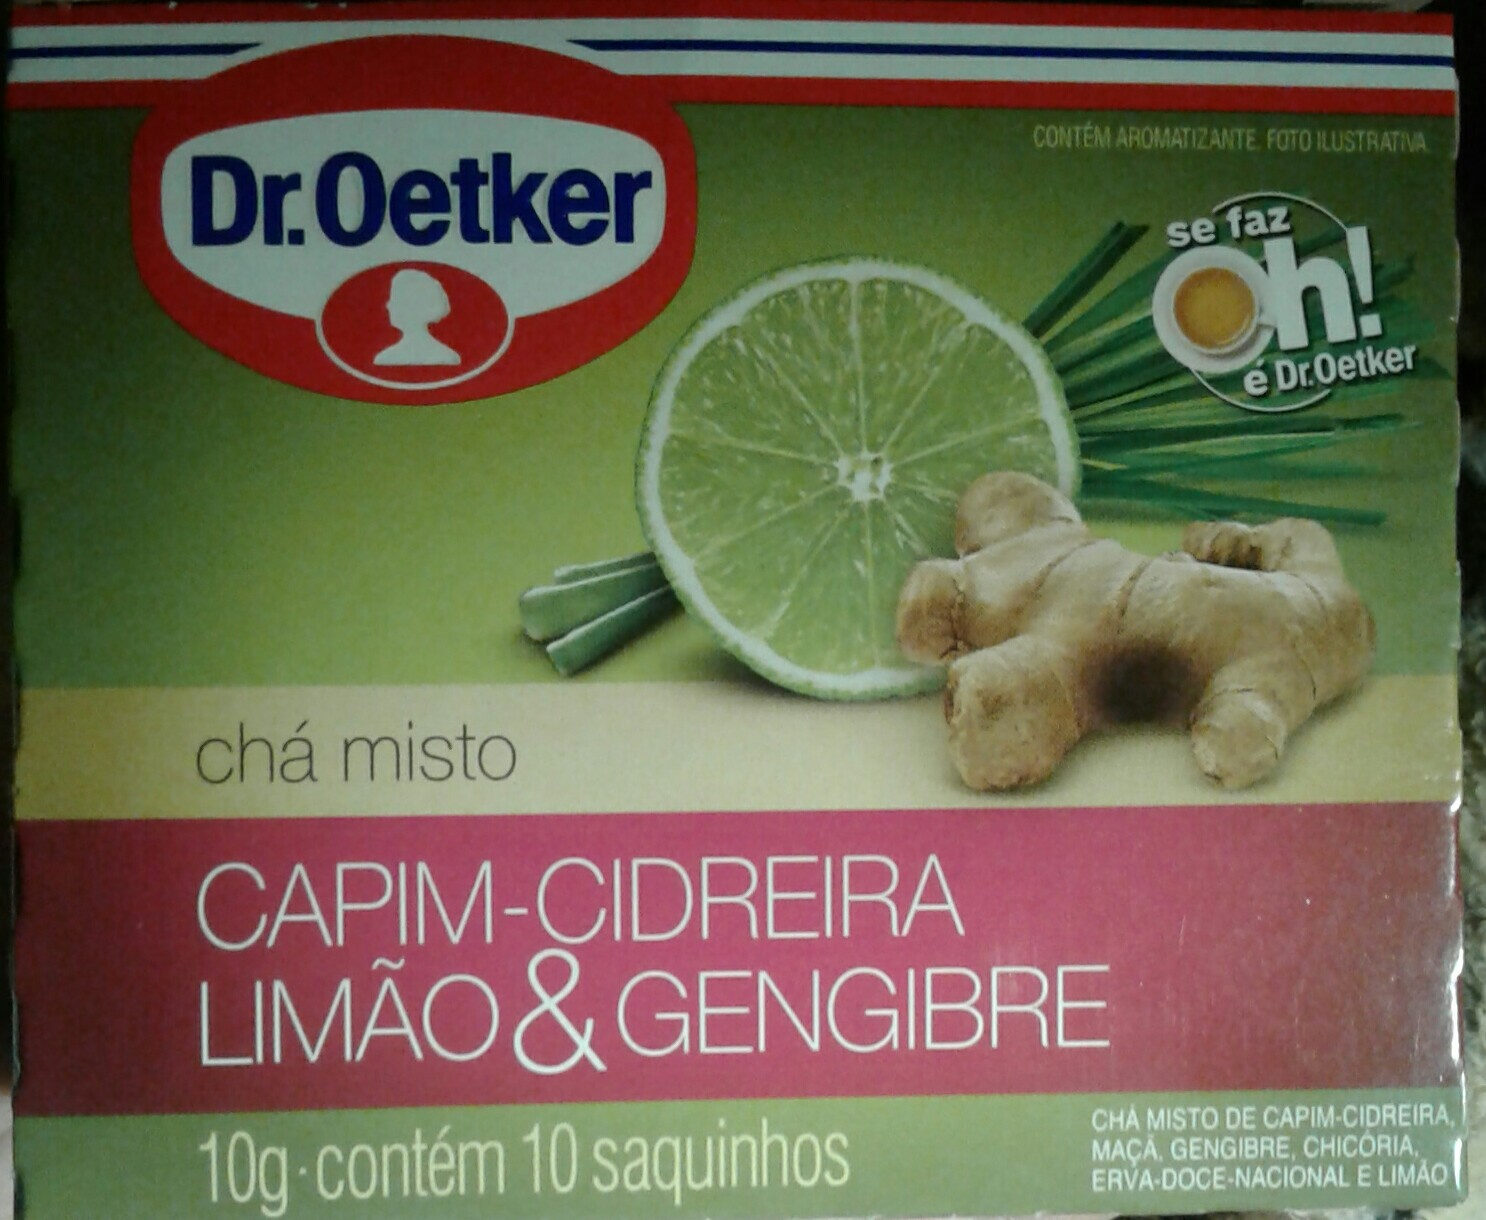 CONTÉM AROMATIZANTE. FOTO ILUSTRATIVA.
Dr.Oetker
se faz
Oh!
é Dr.Oetker
chá misto
CAPIM-CIDREIRA
LIMÃO & GENGIBRE
10g·contém 10 saquinhos
CHÁ MISTO DE CAPIM-CIDREIRA,
MAÇÃ, GENGIBRE, CHICÓRIA,
ERVA-DOCE-NACIONAL E LIMÃO